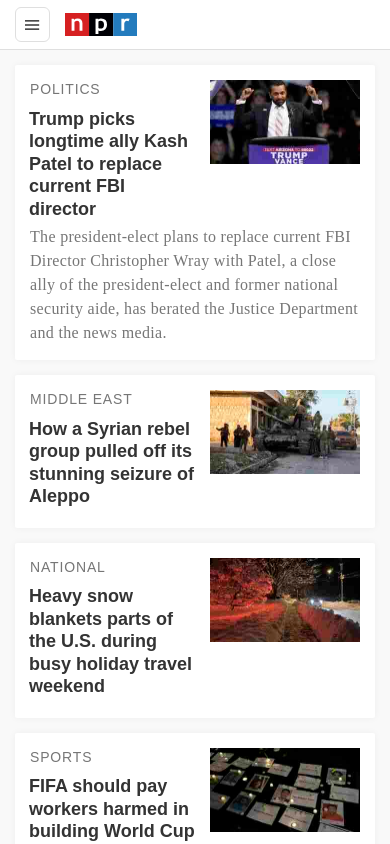 npr
POLITICS
Trump picks
longtime ally Kash
Patel to replace
current FBI
director
TRUMP
VANCE
The president-elect plans to replace current FBI
Director Christopher Wray with Patel, a close
ally of the president-elect and former national
security aide, has berated the Justice Department
and the news media.
MIDDLE EAST
How a Syrian rebel
group pulled off its
stunning seizure of
Aleppo
NATIONAL
Heavy snow
blankets parts of
the U.S. during
busy holiday travel
weekend
SPORTS
FIFA should pay
workers harmed in
building World Cup